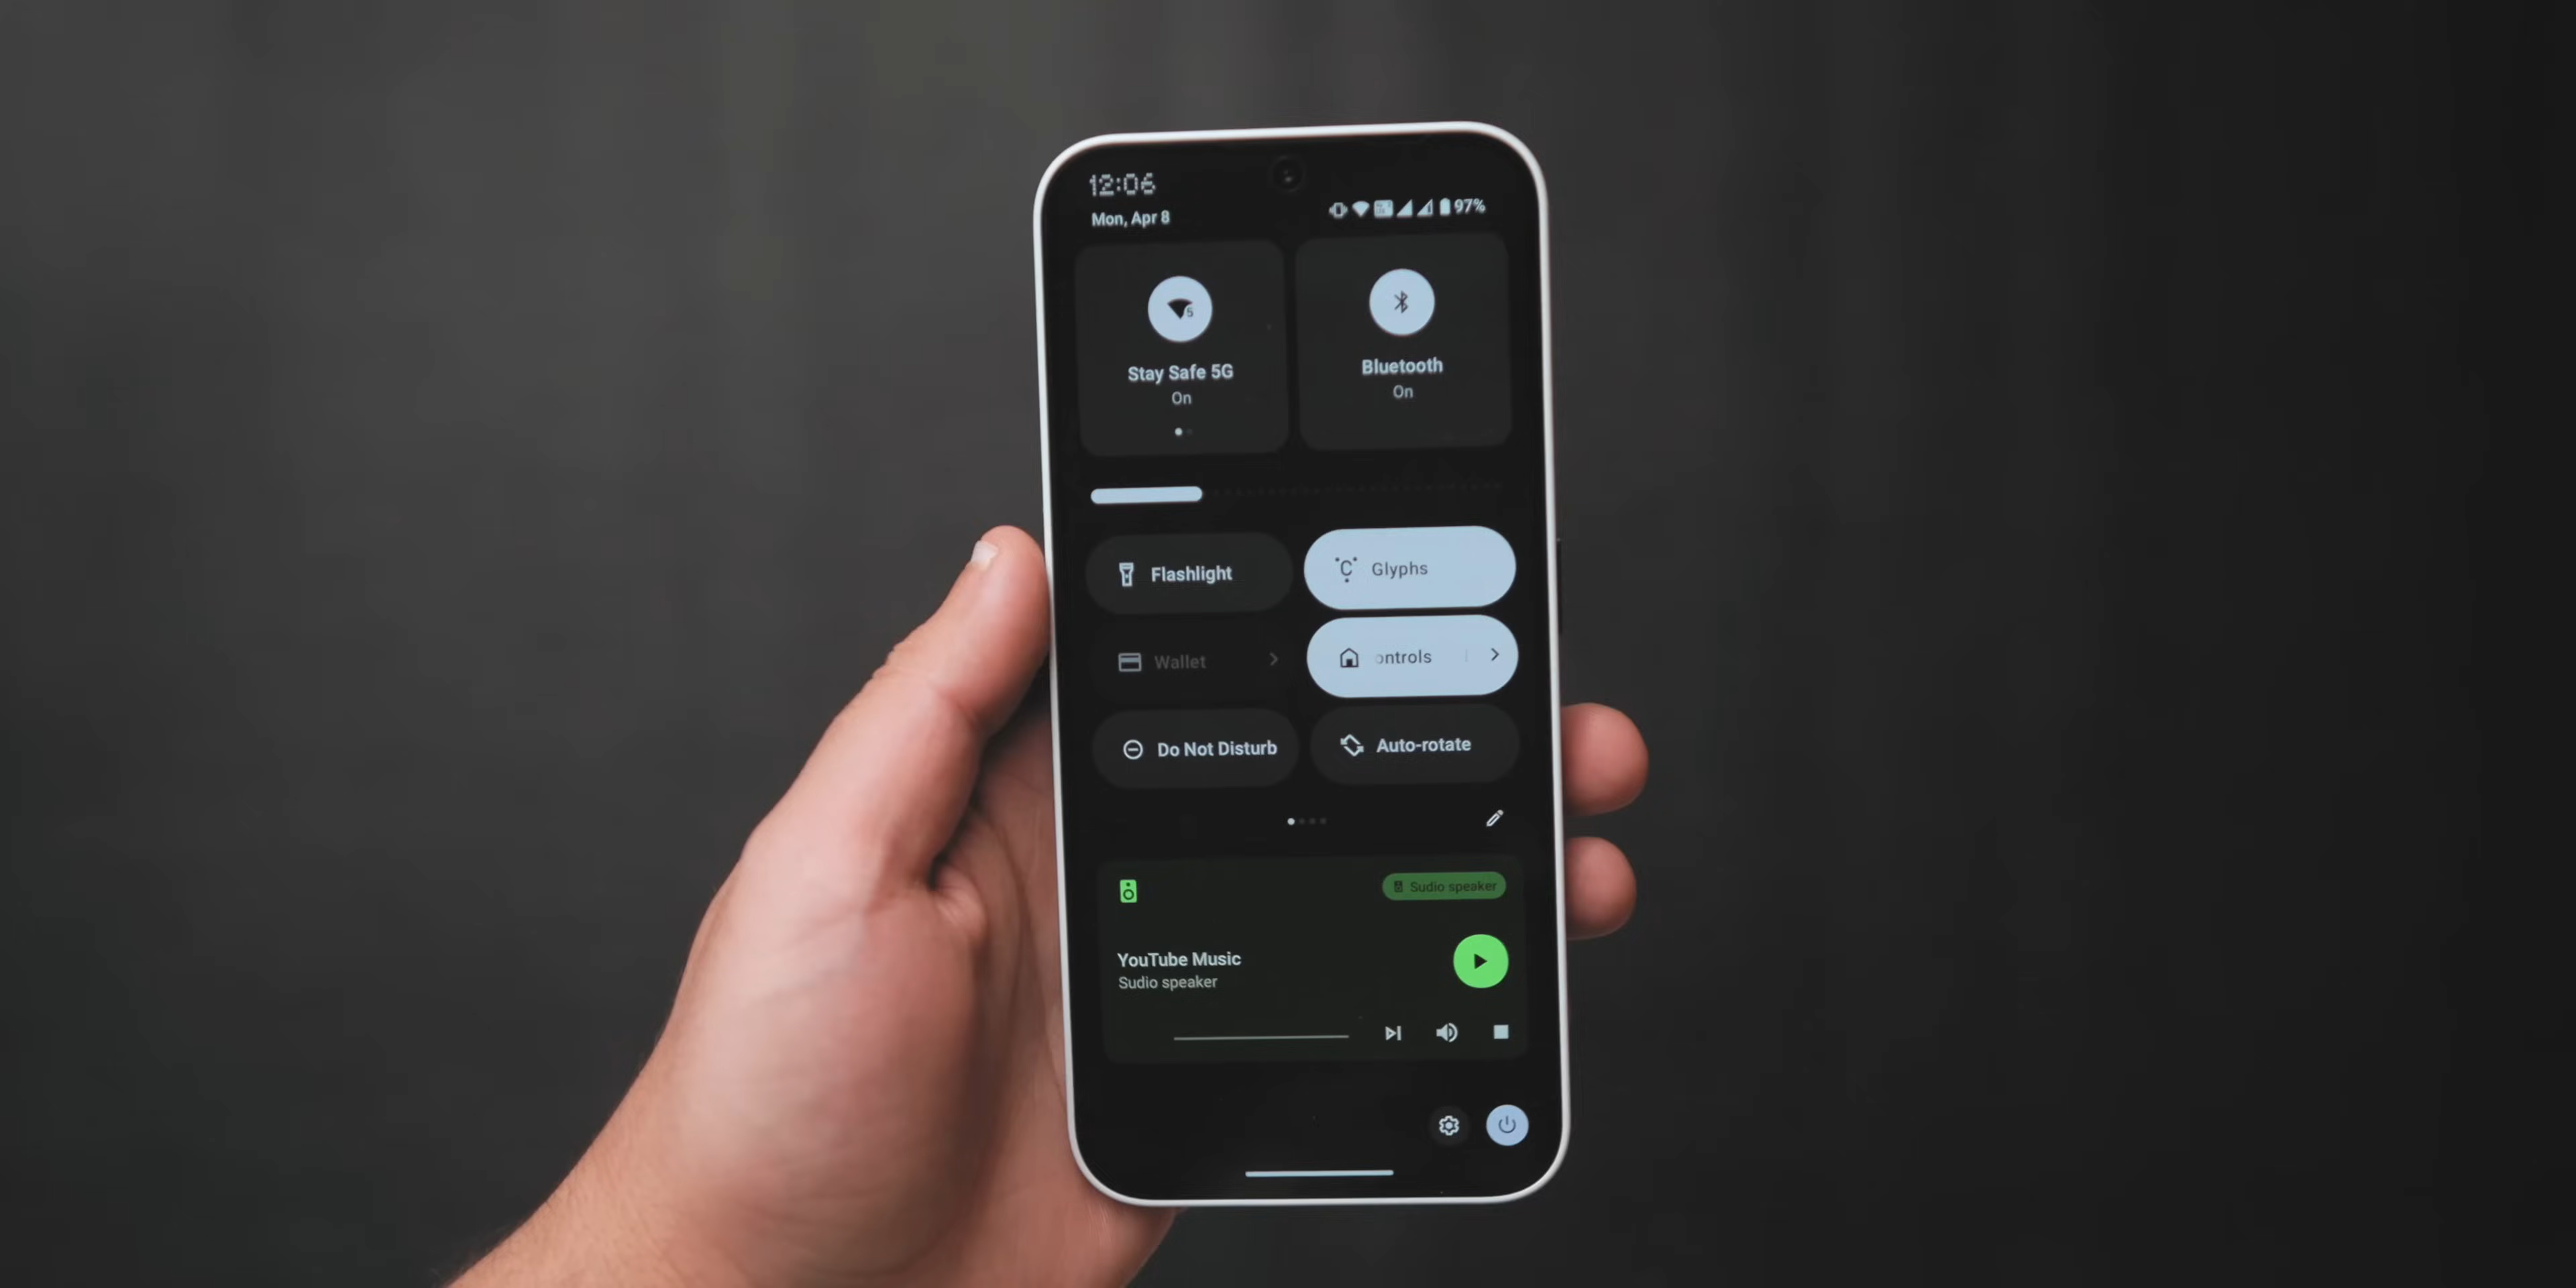 12:06
Mon, Apr 8
97%
Stay Safe 5G
On
Bluetooth
On
Flashlight
Glyphs
Wallet
ontrols
Do Not Disturb
Auto-rotate
Sudio speaker
YouTube Music
Sudio speaker